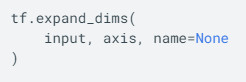 tf.expand_dims(
    input, axis, name=None
)